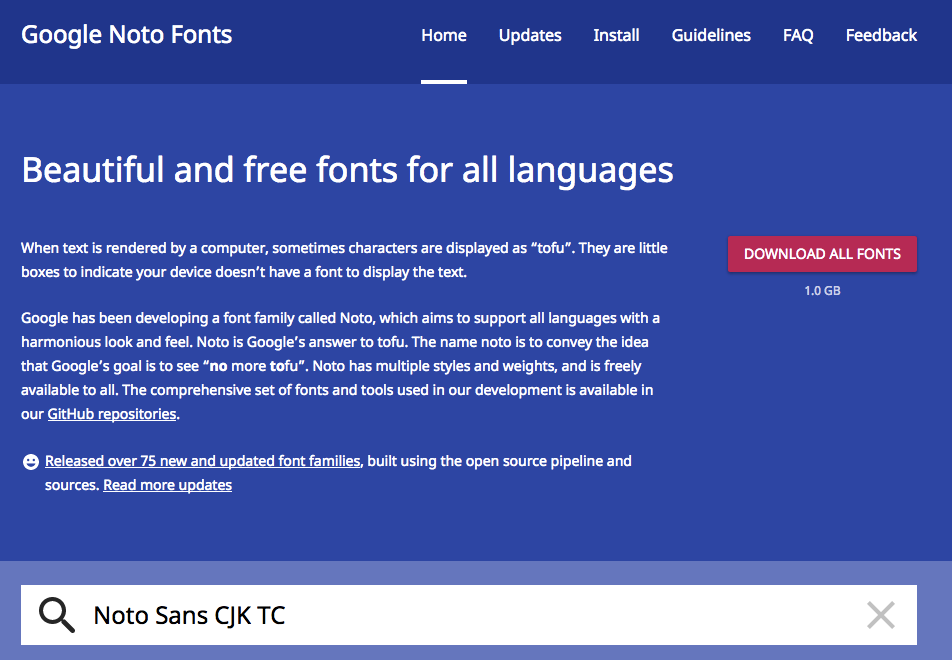 Google Noto Fonts
Home Updates Install Guidelines FAQ Feedback
Beautiful and free fonts for all languages
When text is rendered by a computer, sometimes characters are displayed as “tofu”. They are little
boxes to indicate your device doesn’t have a font to display the text.
DOWNLOAD ALL FONTS
1.0 GB
Google has been developing a font family called Noto, which aims to support all languages with a
harmonious look and feel. Noto is Google’s answer to tofu. The name noto is to convey the idea
that Google’s goal is to see “no more tofu”. Noto has multiple styles and weights, and is freely
available to all. The comprehensive set of fonts and tools used in our development is available in
our GitHub repositories.
Released over 75 new and updated font families, built using the open source pipeline and
sources. Read more updates
Noto Sans CJK TC